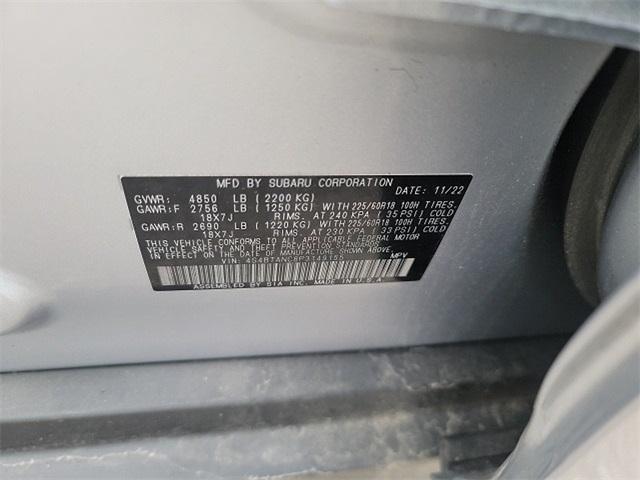 MFD BY SUBARU CORPORATION
DATE: 11/22
GVWR: 4850 LB (2200 KG)
GAWR:F 2756 LB (1250 KG) WITH 225/60R18 100H TIRES.
18X7J RIMS. AT 240 KPA (35 PSI) COLD
GAWR:R 2690 LB (1220 KG) WITH 225/60R18 100H TIRES.
18X7J RIMS. AT 230 KPA (33 PSI) COLD
THIS VEHICLE CONFORMS TO ALL APPLICABLE FEDERAL MOTOR
VEHICLE SAFETY, BUMPER, AND THEFT PREVENTION STANDARDS
IN EFFECT ON THE DATE OF MANUFACTURE SHOWN ABOVE.
VIN: MPV
ASSEMBLED BY SIA INC. MADE IN U.S.A